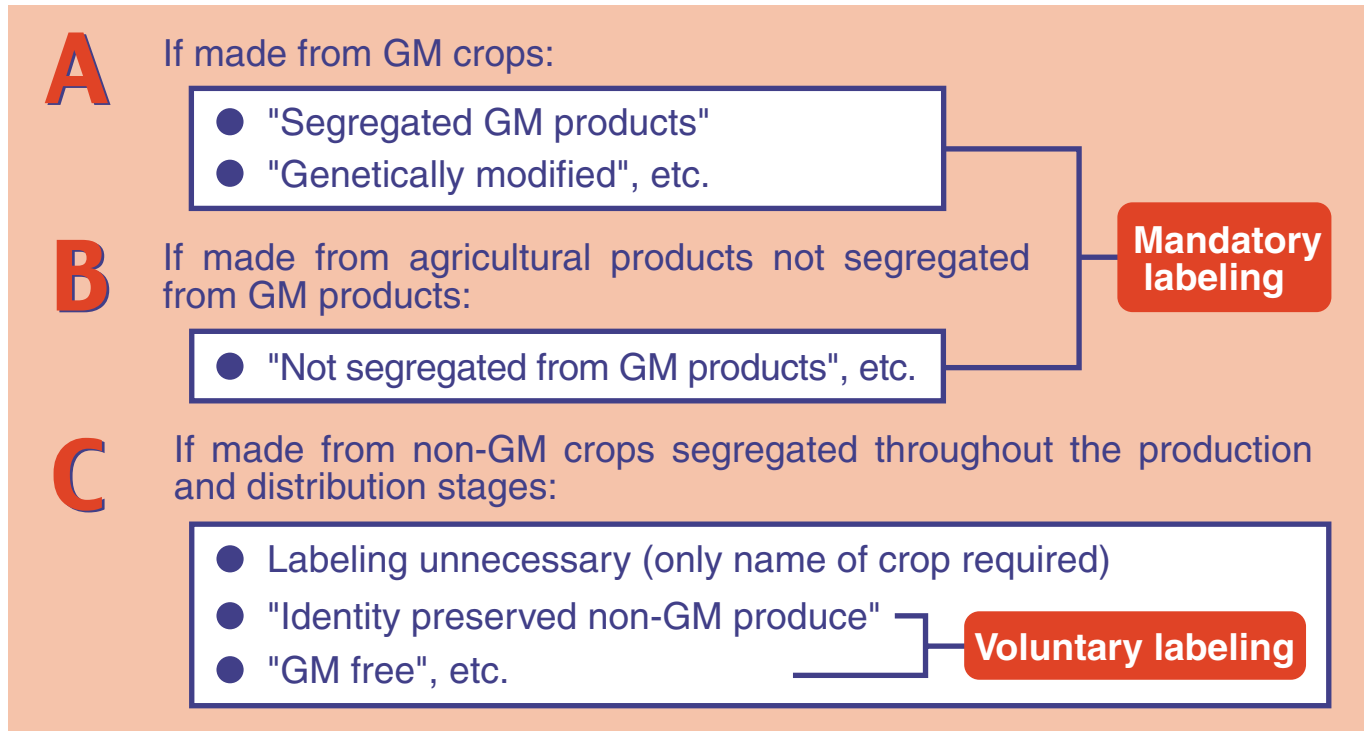 A
If made from GM crops:
● "Segregated GM products"
● "Genetically modified", etc.
Mandatory
labeling
B
If made from agricultural products not segregated
from GM products:
● "Not segregated from GM products", etc.
C
If made from non-GM crops segregated throughout the production
and distribution stages:
● Labeling unnecessary (only name of crop required)
● "Identity preserved non-GM produce"
● "GM free", etc.
Voluntary labeling